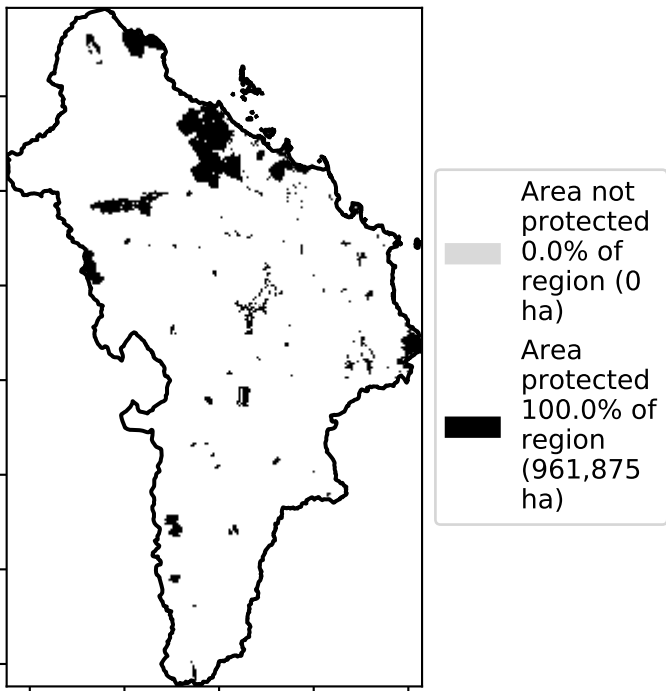 Area not
protected
0.0% of
region (0
ha)
Area
protected
100.0% of
region
(961,875
ha)